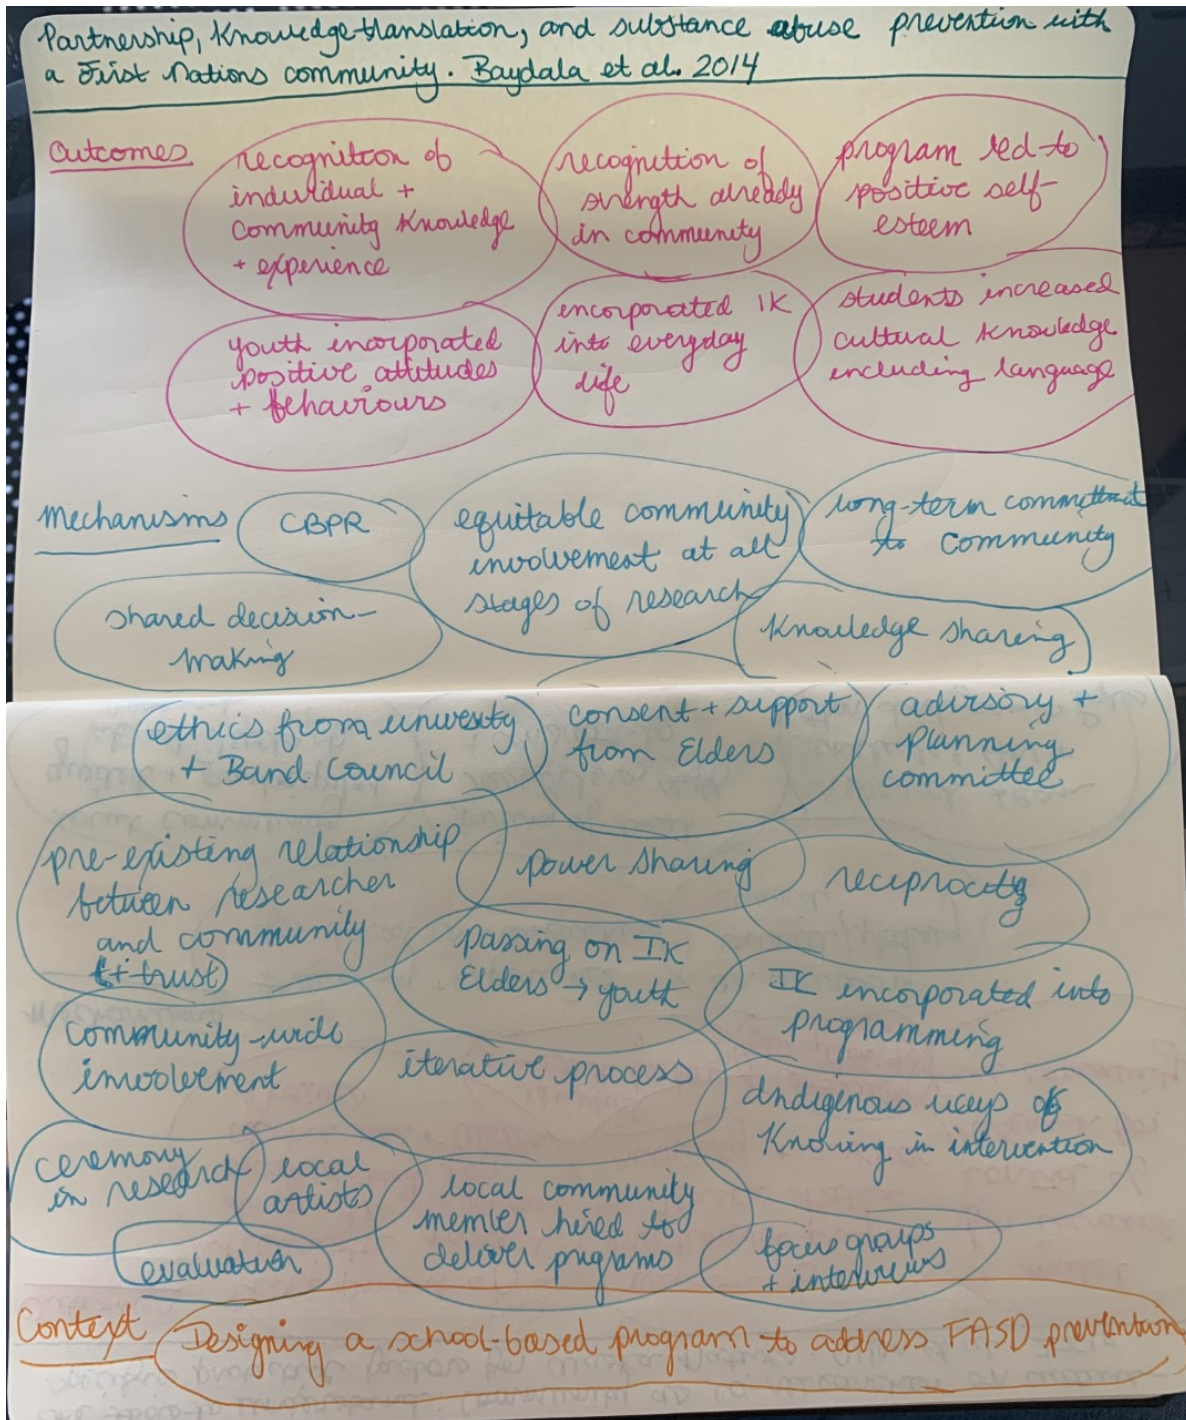 Partnership, Knowledge-translation, and substance abuse prevention with
a First Nations community. Baydala et al. 2014
Outcomes
recognition of
individual +
community knowledge
+ experience
recognition of
strength already
in community
program led to
positive self-
esteem
youth incorporated
positive attitudes
+ behaviours
incorporated IK
into everyday
life
students increased
cultural knowledge
including language
Mechanisms
CBPR
equitable community
involvement at all
stages of research
long-term commitment
to community
shared decision-
making
Knowledge sharing
ethics from university
+ Band Council
consent + support
from Elders
advisory +
planning
committee
pre-existing relationship
between researcher
and community
(+ trust)
power sharing
reciprocity
passing on IK
Elders → youth
IK incorporated into
programming
community-wide
involvement
iterative process
Indigenous ways of
Knowing in intervention
ceremony
in research
local
artists
local community
member hired to
deliver programs
focus groups
+ interviews
evaluation
Context
Designing a school-based program to address FASD prevention